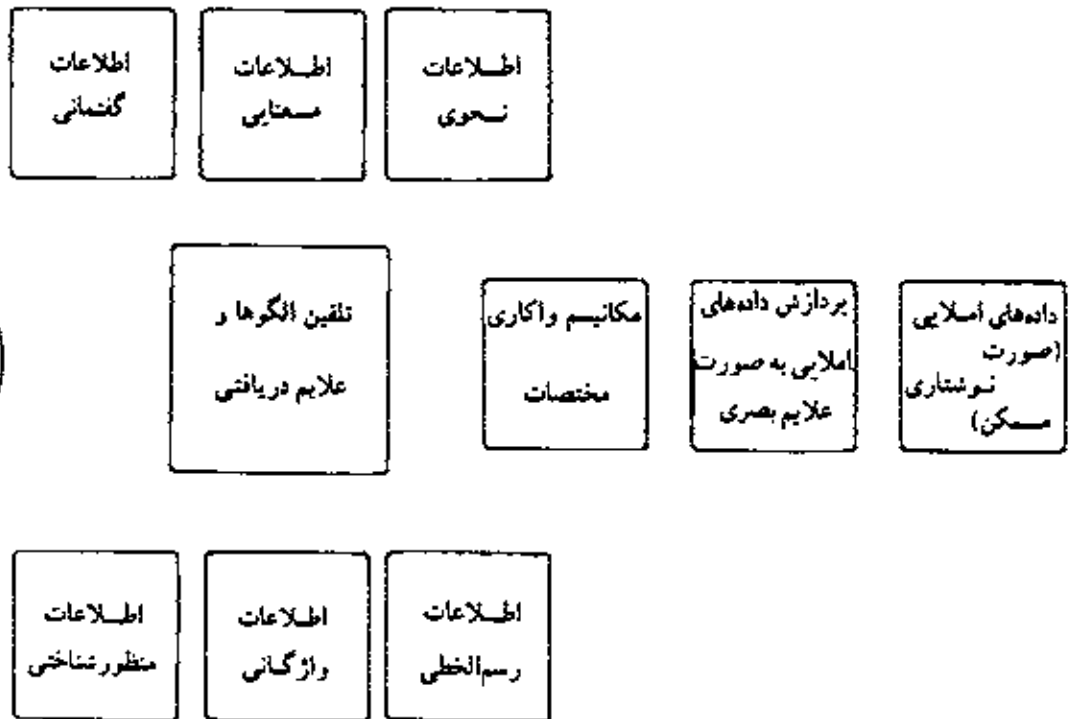 اطلاعات
نحوی
اطلاعات
معنایی
اطلاعات
گفتمانی
داده‌های املایی
(صورت
نوشتاری
ممکن)
پردازش داده‌های
املایی به صورت
علایم بصری
مکانیسم واکاری
مختصات
تلقین الگوها و
علایم دریافتی
اطلاعات
رسم‌الخطی
اطلاعات
واژگانی
اطلاعات
منظورشناختی